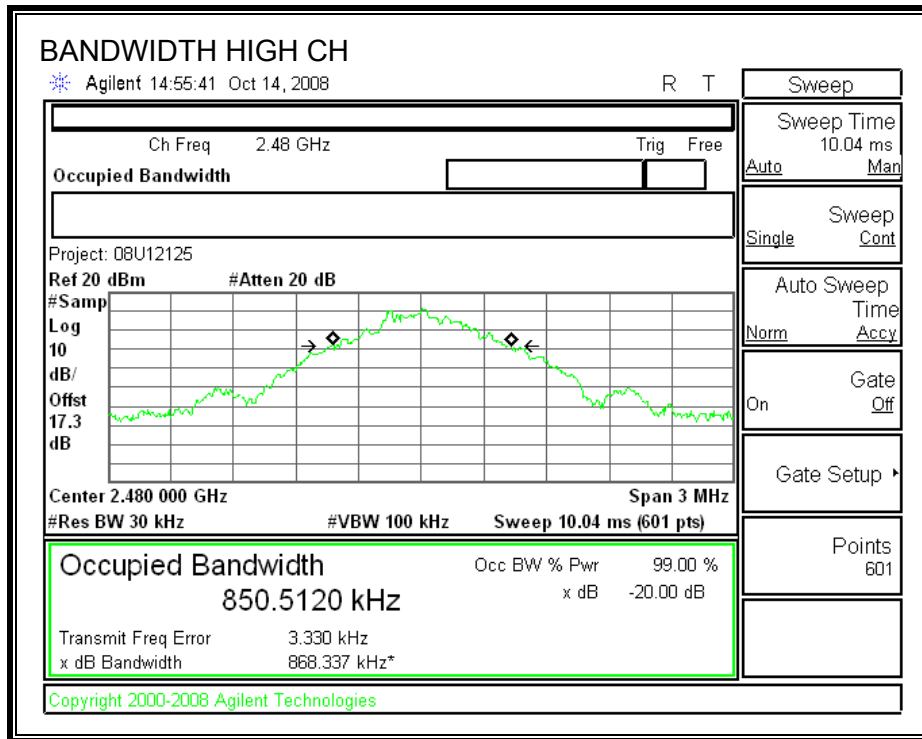 BANDWIDTH HIGH CH
Agilent 14:55:41 Oct 14, 2008 R T
Ch Freq 2.48 GHz Trig Free
Occupied Bandwidth
Project: 08U12125
Ref 20 dBm #Atten 20 dB
#Samp
Log
10
dB/
Offst
17.3
dB
Center 2.480 000 GHz Span 3 MHz
#Res BW 30 kHz #VBW 100 kHz Sweep 10.04 ms (601 pts)
Occupied Bandwidth Occ BW % Pwr 99.00 %
850.5120 kHz x dB -20.00 dB
Transmit Freq Error 3.330 kHz
x dB Bandwidth 868.337 kHz*
Copyright 2000-2008 Agilent Technologies
Sweep
Sweep Time
10.04 ms
Auto Man
Sweep
Single Cont
Auto Sweep
Time
Norm Accy
Gate
On Off
Gate Setup
Points
601